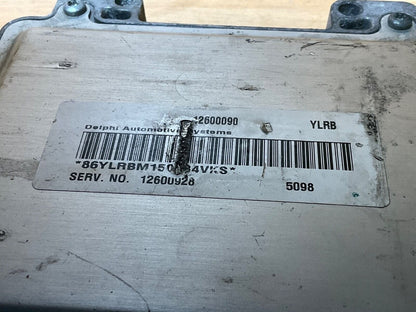 12600090 YLRB
Delphi Automotive Systems
SERV. NO. 12600928 5098